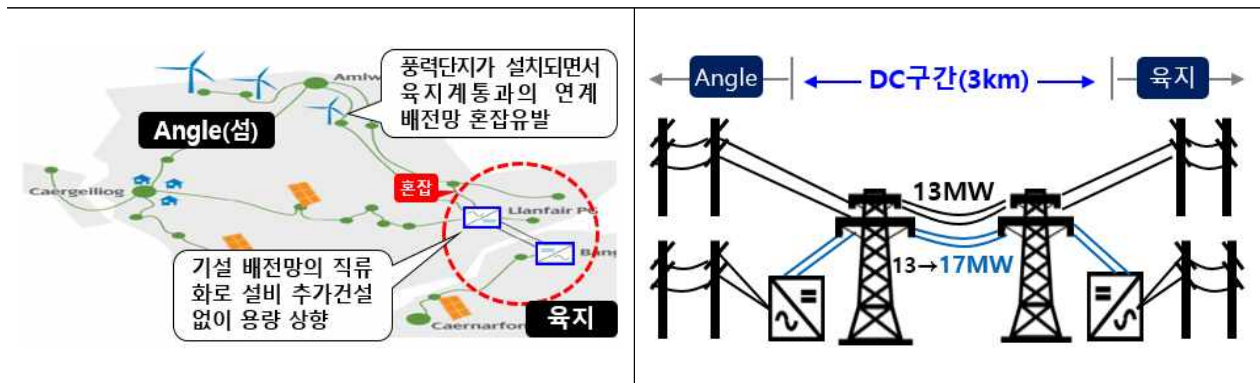 풍력단지가 설치되면서
육지계통과의 연계
배전망 혼잡유발
Amlw
Angle(섬)
Caergeiliog
혼잡
Llanfair PG
Bang
기설 배전망의 직류
화로 설비 추가건설
없이 용량 상향
Caernarfon
육지
Angle
DC구간(3km)
육지
13MW
13→17MW